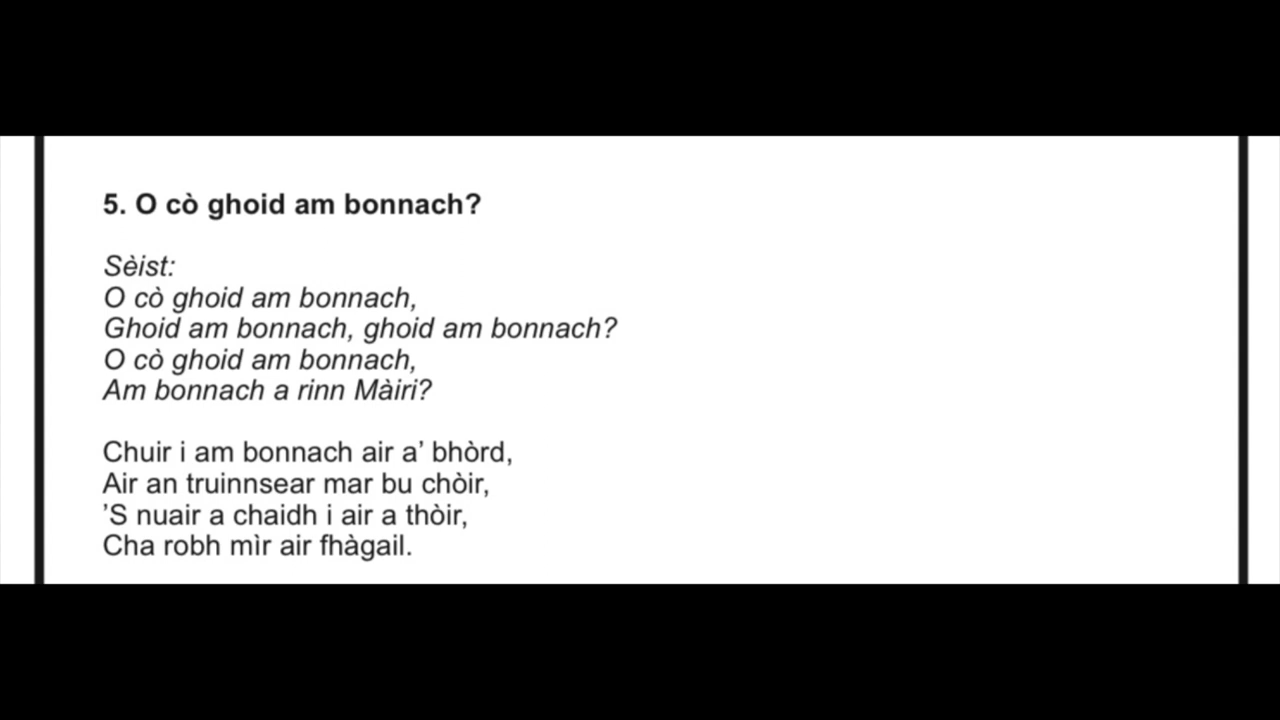 5. O cò ghoid am bonnach?
Sèist:
O cò ghoid am bonnach,
Ghoid am bonnach, ghoid am bonnach?
O cò ghoid am bonnach,
Am bonnach a rinn Màiri?
Chuir i am bonnach air a’ bhòrd,
Air an truinnsear mar bu chòir,
’S nuair a chaidh i air a thòir,
Cha robh mìr air fhàgail.